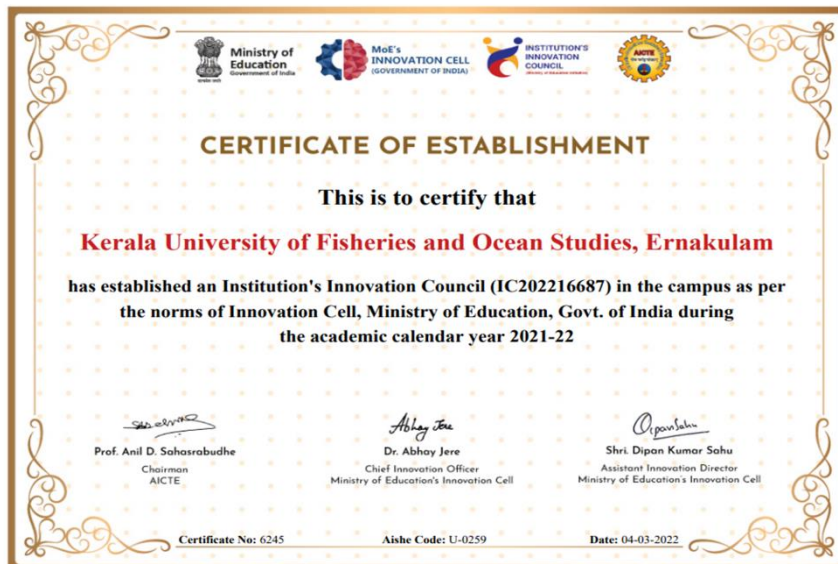 Ministry of
Education
Government of India
MoE's
INNOVATION CELL
(GOVERNMENT OF INDIA)
INSTITUTION'S
INNOVATION
COUNCIL
AICTE
CERTIFICATE OF ESTABLISHMENT
This is to certify that
Kerala University of Fisheries and Ocean Studies, Ernakulam
has established an Institution's Innovation Council (IC202216687) in the campus as per
the norms of Innovation Cell, Ministry of Education, Govt. of India during
the academic calendar year 2021-22
Abhay Jere
Dipan Sahu
Prof. Anil D. Sahasrabudhe
Chairman
AICTE
Dr. Abhay Jere
Chief Innovation Officer
Ministry of Education's Innovation Cell
Shri. Dipan Kumar Sahu
Assistant Innovation Director
Ministry of Education's Innovation Cell
Certificate No: 6245
Aishe Code: U-0259
Date: 04-03-2022